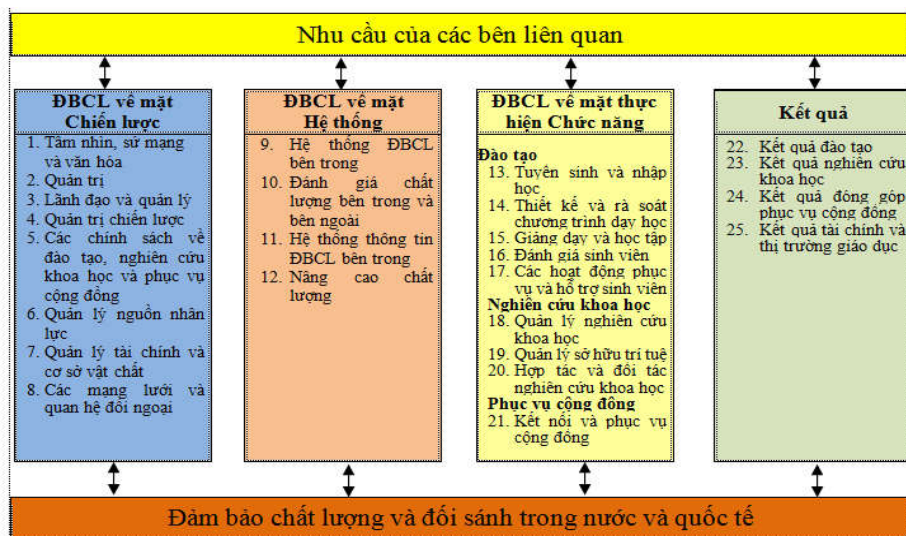 Nhu cầu của các bên liên quan
ĐBCL về mặt
Chiến lược
1. Tầm nhìn, sứ mạng
và văn hóa
2. Quản trị
3. Lãnh đạo và quản lý
4. Quản trị chiến lược
5. Các chính sách về
đào tạo, nghiên cứu
khoa học và phục vụ
cộng đồng
6. Quản lý nguồn nhân
lực
7. Quản lý tài chính và
cơ sở vật chất
8. Các mạng lưới và
quan hệ đối ngoại
ĐBCL về mặt
Hệ thống
9. Hệ thống ĐBCL
bên trong
10. Đánh giá chất
lượng bên trong và
bên ngoài
11. Hệ thống thông tin
ĐBCL bên trong
12. Nâng cao chất
lượng
ĐBCL về mặt thực
hiện Chức năng
Đào tạo
13. Tuyển sinh và nhập
học
14. Thiết kế và rà soát
chương trình dạy học
15. Giảng dạy và học tập
16. Đánh giá sinh viên
17. Các hoạt động phục
vụ và hỗ trợ sinh viên
Nghiên cứu khoa học
18. Quản lý nghiên cứu
khoa học
19. Quản lý sở hữu trí tuệ
20. Hợp tác và đối tác
nghiên cứu khoa học
Phục vụ cộng đồng
21. Kết nối và phục vụ
cộng đồng
Kết quả
22. Kết quả đào tạo
23. Kết quả nghiên cứu
khoa học
24. Kết quả đóng góp
phục vụ cộng đồng
25. Kết quả tài chính và
thị trường giáo dục
Đảm bảo chất lượng và đối sánh trong nước và quốc tế